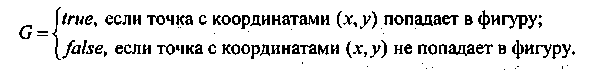 G = { true, если точка с координатами (x, y) попадает в фигуру;
false, если точка с координатами (x, y) не попадает в фигуру.